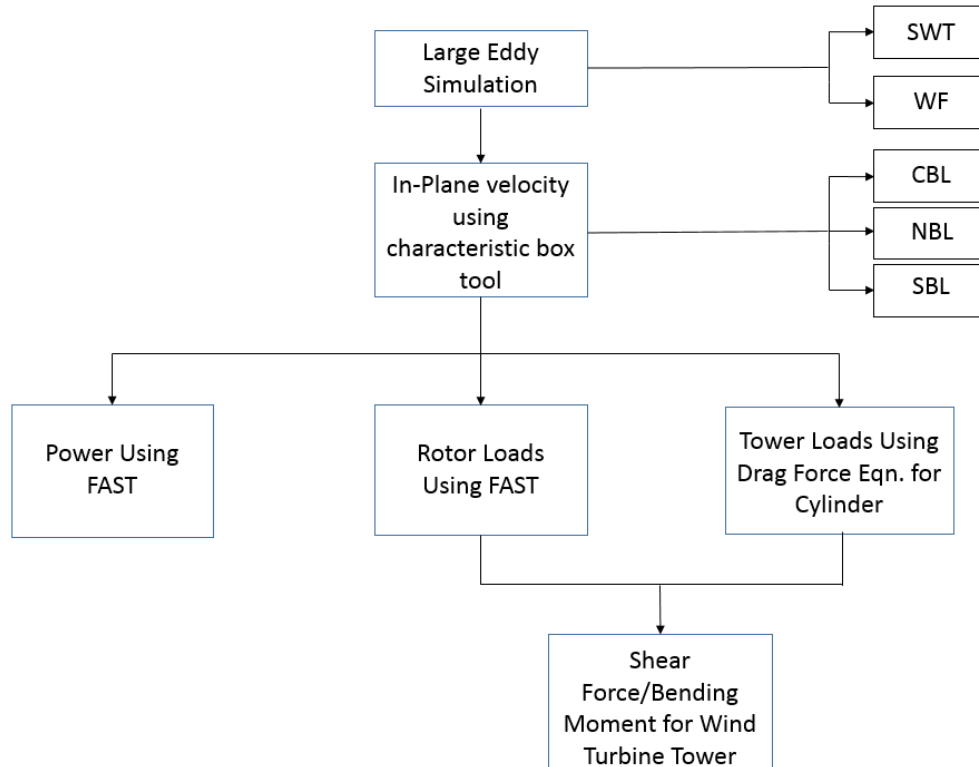 Large Eddy
Simulation
SWT
WF
In-Plane velocity
using
characteristic box
tool
CBL
NBL
SBL
Power Using
FAST
Rotor Loads
Using FAST
Tower Loads Using
Drag Force Eqn. for
Cylinder
Shear
Force/Bending
Moment for Wind
Turbine Tower